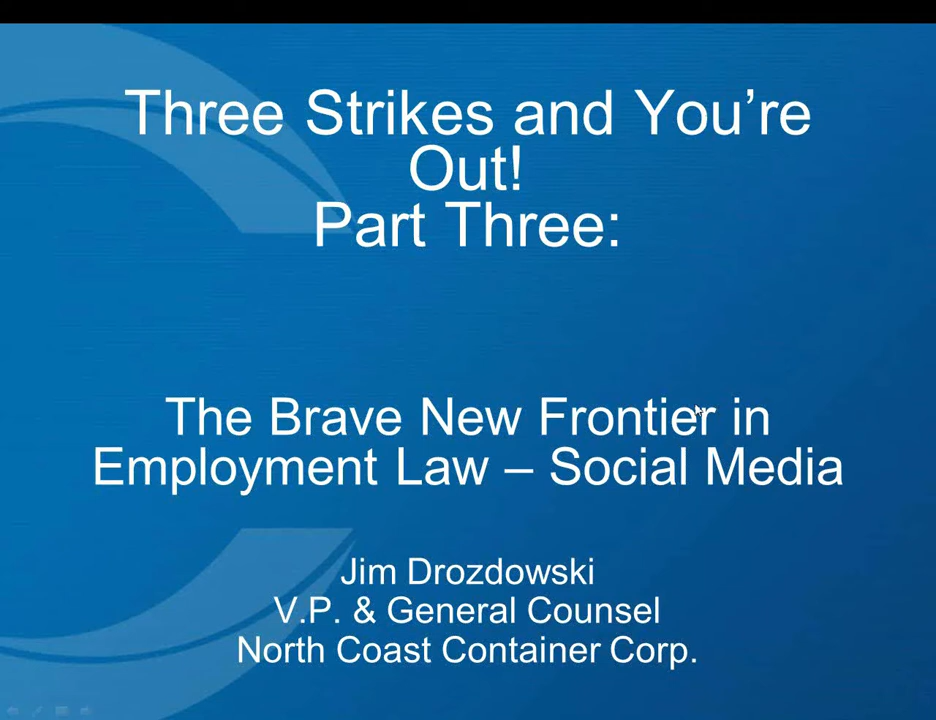 Three Strikes and You’re
Out!
Part Three:
The Brave New Frontier in
Employment Law – Social Media
Jim Drozdowski
V.P. & General Counsel
North Coast Container Corp.